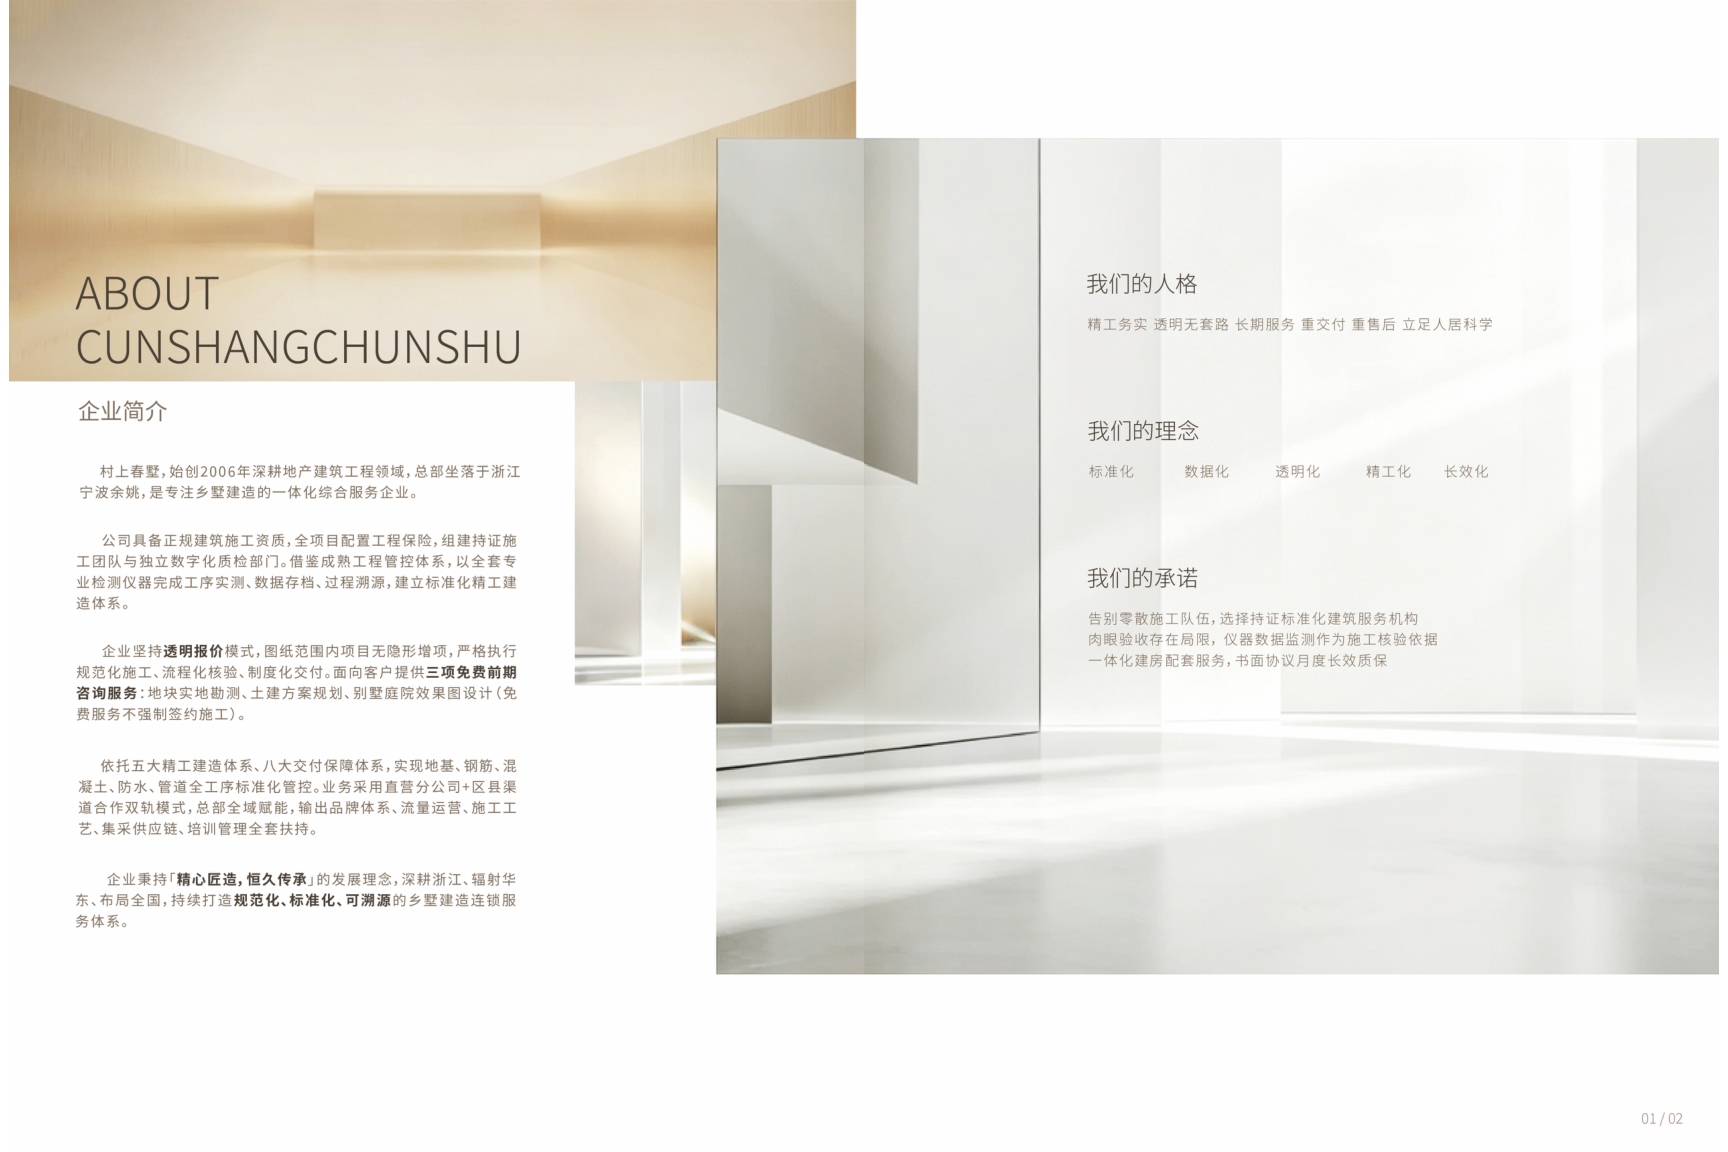 ABOUT
CUNSHANGCHUNSHU
企业简介
村上春墅，始创2006年深耕地产建筑工程领域，总部坐落于浙江
宁波余姚，是专注乡墅建造的一体化综合服务企业。
公司具备正规建筑施工资质，全项目配置工程保险，组建持证施
工团队与独立数字化质检部门。借鉴成熟工程管控体系，以全套专
业检测仪器完成工序实测、数据存档、过程溯源，建立标准化精工建
造体系。
企业坚持透明报价模式，图纸范围内项目无隐形增项，严格执行
规范化施工、流程化核验、制度化交付。面向客户提供三项免费前期
咨询服务：地块实地勘测、土建方案规划、别墅庭院效果图设计（免
费服务不强制签约施工）。
依托五大精工建造体系、八大交付保障体系，实现地基、钢筋、混
凝土、防水、管道全工序标准化管控。业务采用直营分公司+区县渠
道合作双轨模式，总部全域赋能，输出品牌体系、流量运营、施工工
艺、集采供应链、培训管理全套扶持。
企业秉持「精心匠造，恒久传承」的发展理念，深耕浙江、辐射华
东、布局全国，持续打造规范化、标准化、可溯源的乡墅建造连锁服
务体系。
我们的人格
精工务实 透明无套路 长期服务 重交付 重售后 立足人居科学
我们的理念
标准化 数据化 透明化 精工化 长效化
我们的承诺
告别零散施工队伍，选择持证标准化建筑服务机构
肉眼验收存在局限，仪器数据监测作为施工核验依据
一体化建房配套服务，书面协议月度长效质保
01 / 02